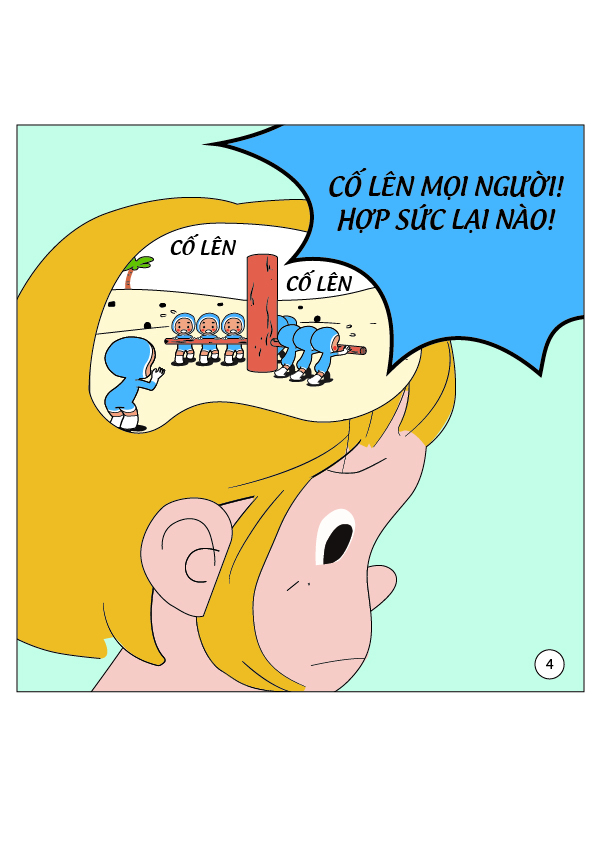 CỐ LÊN MỌI NGƯỜI!
HỢP SỨC LẠI NÀO!
CỐ LÊN
CỐ LÊN
4